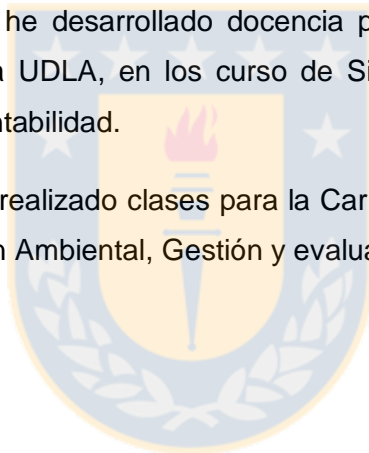 he desarrollado docencia p
a UDLA, en los curso de Si
ntabilidad.
realizado clases para la Car
n Ambiental, Gestión y evalua